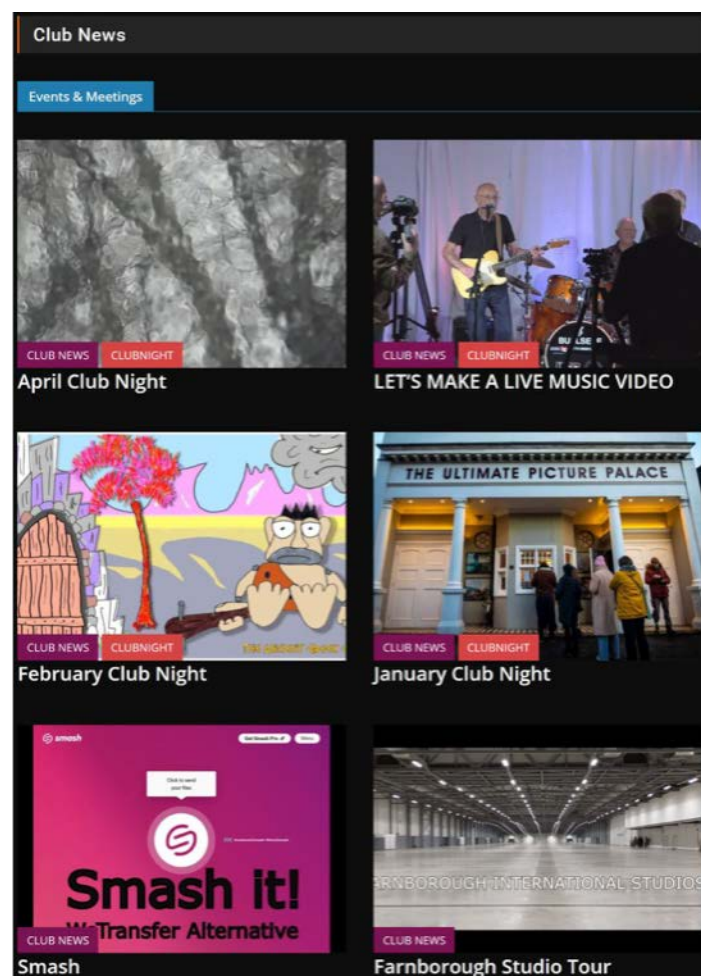 Club News
Events & Meetings
CLUB NEWS CLUBNIGHT
April Club Night
CLUB NEWS CLUBNIGHT
LET'S MAKE A LIVE MUSIC VIDEO
CLUB NEWS CLUBNIGHT
February Club Night
THE ULTIMATE PICTURE PALACE
CLUB NEWS CLUBNIGHT
January Club Night
smash
Get Smash Pro
Menu
Click to send
your files
Smash it!
Transfer Alternative
CLUB NEWS
Smash
ARNBOROUGH INTERNATIONAL STUDIOS
CLUB NEWS
Farnborough Studio Tour